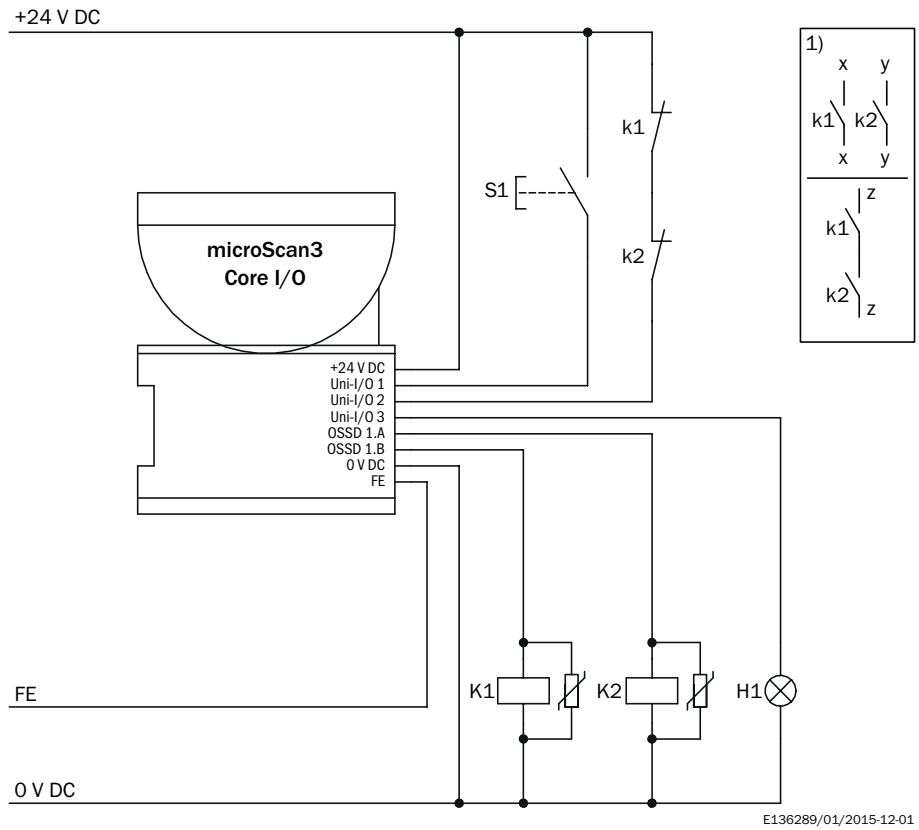 +24 V DC
1)
x y
k1 k2
x y
z
k1
k2
z
k1
S1
k2
microScan3
Core I/O
+24 V DC
Uni-I/O 1
Uni-I/O 2
Uni-I/O 3
OSSD 1.A
OSSD 1.B
0 V DC
FE
K1
K2
H1
FE
0 V DC
E136289/01/2015-12-01